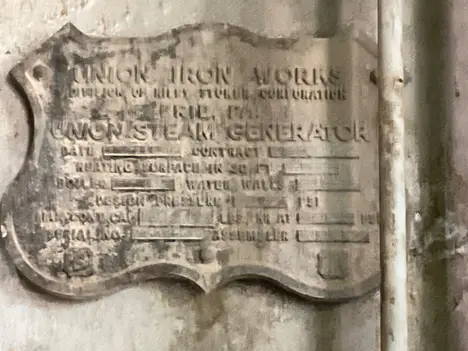 UNION IRON WORKS
DIVISION OF RILEY STOKER CORPORATION
ERIE, PA.
UNION STEAM GENERATOR
DATE CONTRACT
HEATING SURFACE IN SQ FT
BOILER WATER WALLS
DESIGN PRESSURE PSI
CAP. LBS. HR AT PSI
SERIAL NO. ASSEMBLER